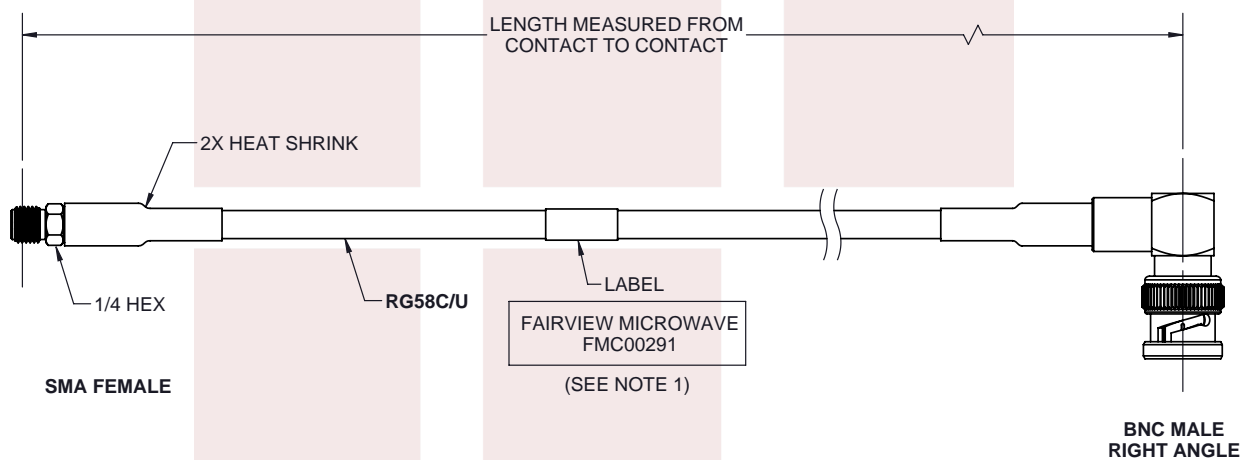 LENGTH MEASURED FROM
CONTACT TO CONTACT
2X HEAT SHRINK
1/4 HEX
RG58C/U
LABEL
FAIRVIEW MICROWAVE
FMC00291
(SEE NOTE 1)
SMA FEMALE
BNC MALE
RIGHT ANGLE